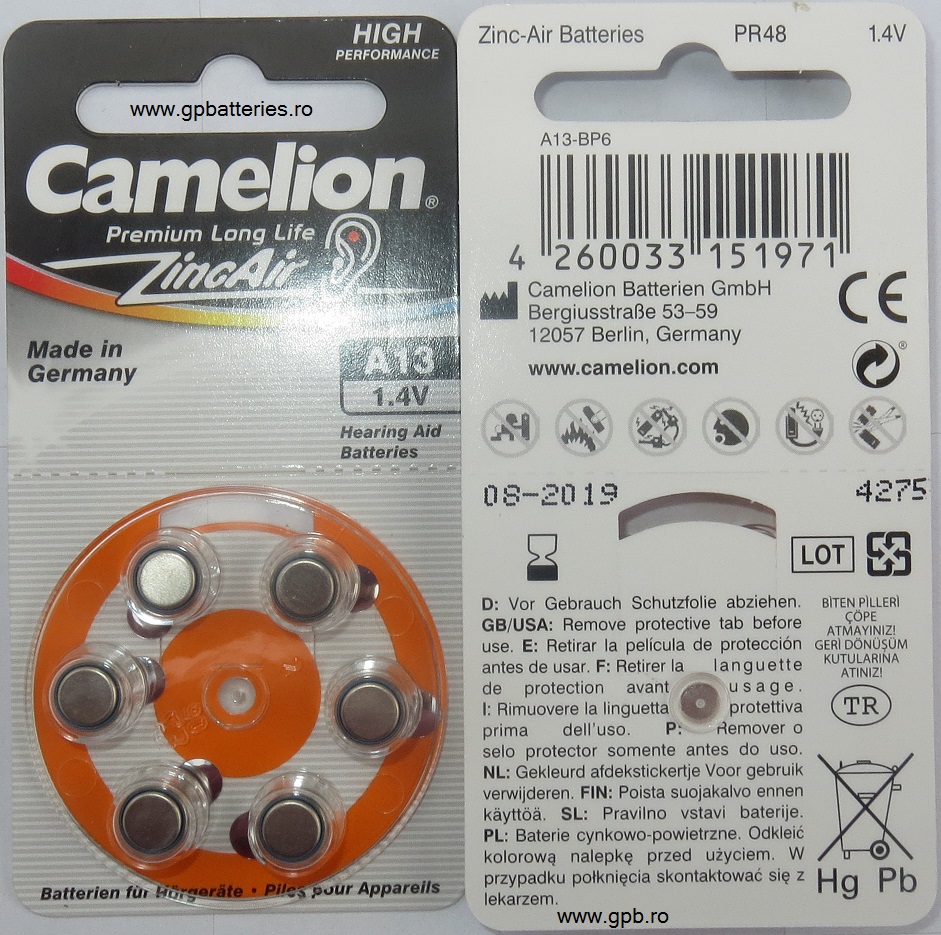 HIGH
PERFORMANCE
www.gpbatteries.ro
Camelion®
Premium Long Life
ZincAir
Made in
Germany
A13
1.4V
Hearing Aid
Batteries
Batterien für Hörgeräte • Piles pour Appareils
Zinc-Air Batteries PR48 1.4V
A13-BP6
4 260033 151971
Camelion Batterien GmbH
Bergiusstraße 53–59
12057 Berlin, Germany
www.camelion.com
CE
®
08-2019 4275
LOT
D: Vor Gebrauch Schutzfolie abziehen.
GB/USA: Remove protective tab before
use. E: Retirar la película de protección
antes de usar. F: Retirer la languette
de protection avant usage.
I: Rimuovere la linguetta protettiva
prima dell'uso. P: Remover o
selo protector somente antes do uso.
NL: Gekleurd afdekstickertje Voor gebruik
verwijderen. FIN: Poista suojakalvo ennen
käyttöä. SL: Pravilno vstavi baterije.
PL: Baterie cynkowo-powietrzne. Odkleić
kolorową nalepkę przed użyciem. W
przypadku połknięcia skontaktować się z
lekarzem.
BİTEN PİLLERİ
ÇÖPE
ATMAYINIZ!
GERİ DÖNÜŞÜM
KUTULARINA
ATINIZ!
TR
Hg Pb
www.gpb.ro